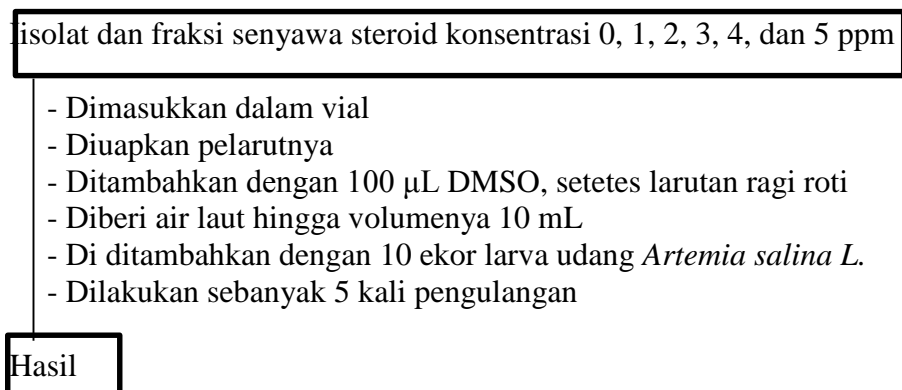 Iisolat dan fraksi senyawa steroid konsentrasi 0, 1, 2, 3, 4, dan 5 ppm
- Dimasukkan dalam vial
- Diuapkan pelarutnya
- Ditambahkan dengan 100 μL DMSO, setetes larutan ragi roti
- Diberi air laut hingga volumenya 10 mL
- Di ditambahkan dengan 10 ekor larva udang Artemia salina L.
- Dilakukan sebanyak 5 kali pengulangan
Hasil